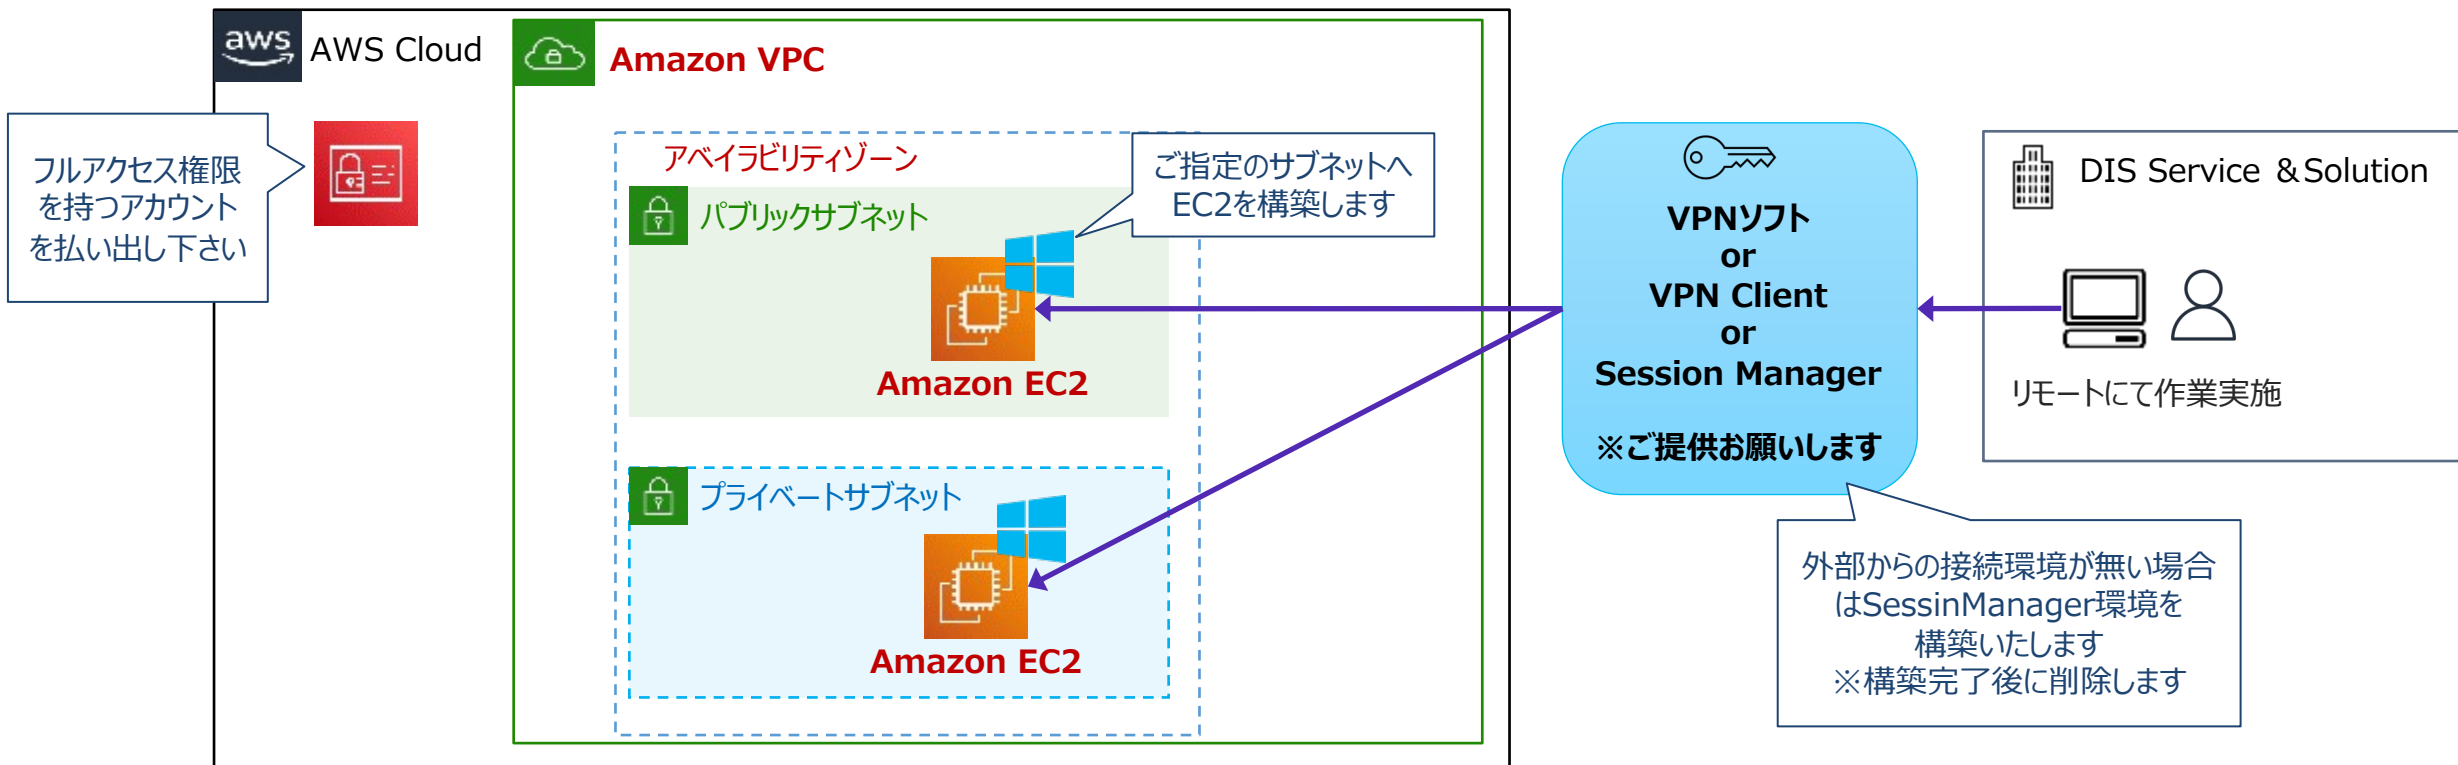 aws
AWS Cloud
Amazon VPC
フルアクセス権限
を持つアカウント
を払い出し下さい
アベイラビリティゾーン
ご指定のサブネットへ
EC2を構築します
パブリックサブネット
Amazon EC2
プライベートサブネット
Amazon EC2
VPNソフト
or
VPN Client
or
Session Manager
※ご提供お願いします
DIS Service ＆Solution
リモートにて作業実施
外部からの接続環境が無い場合
はSessinManager環境を
構築いたします
※構築完了後に削除します